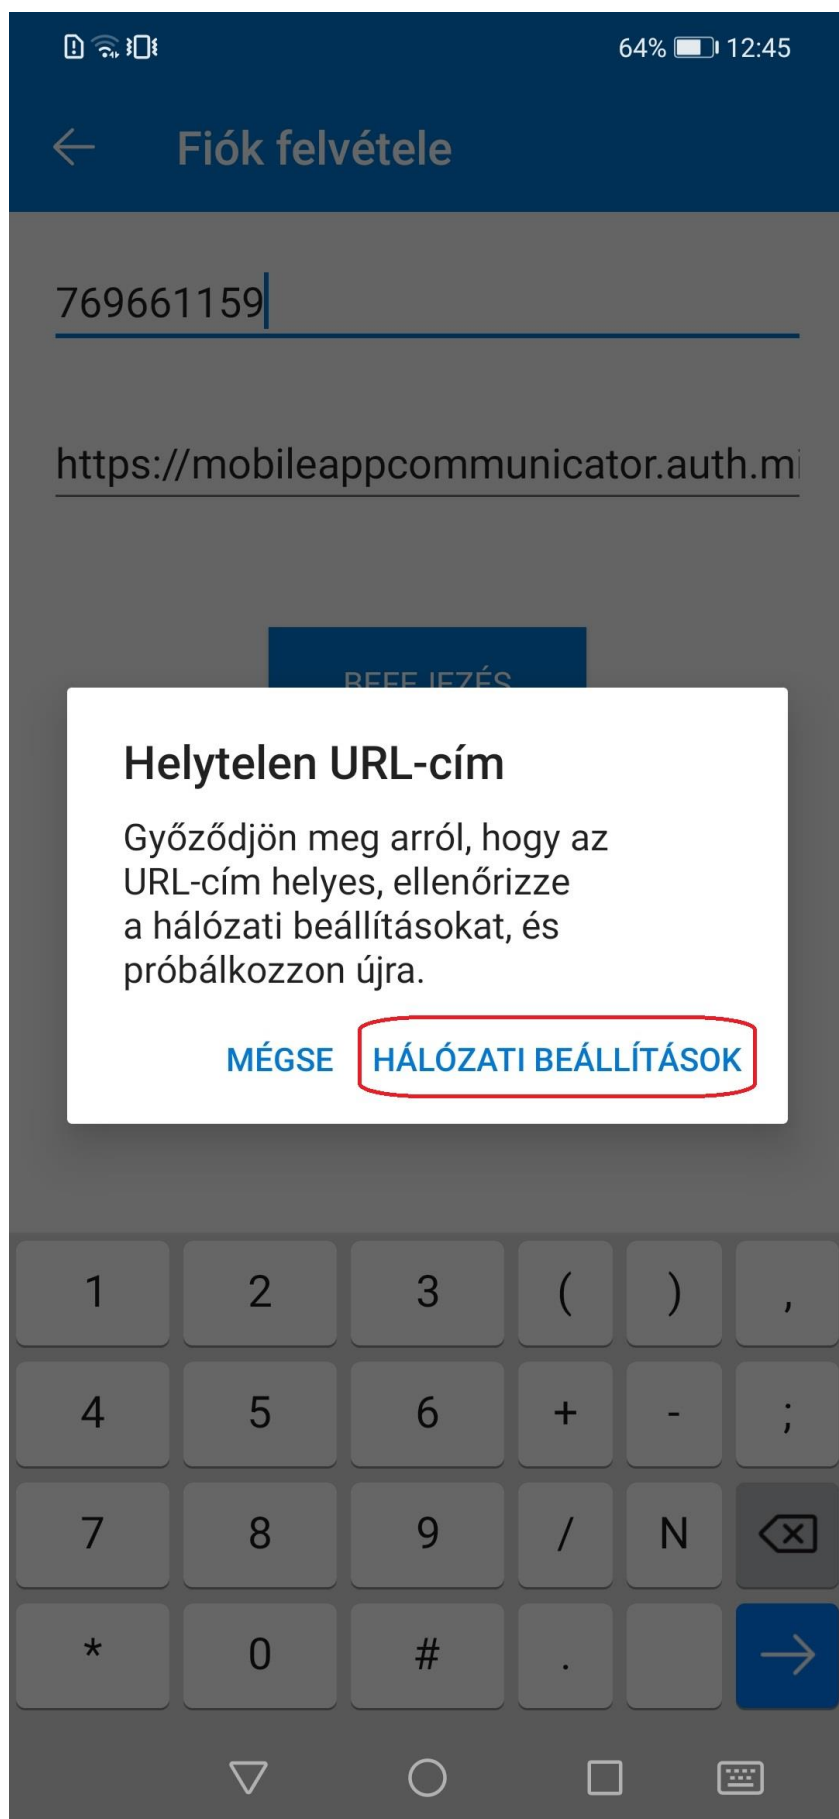 64% 12:45
Fiók felvétele
769661159
https://mobileappcommunicator.auth.mi
BEFEJEZÉS
Helytelen URL-cím
Győződjön meg arról, hogy az
URL-cím helyes, ellenőrizze
a hálózati beállításokat, és
próbálkozzon újra.
MÉGSE HÁLÓZATI BEÁLLÍTÁSOK
1 2 3 ( ) ,
4 5 6 + - ;
7 8 9 / N
* 0 # .